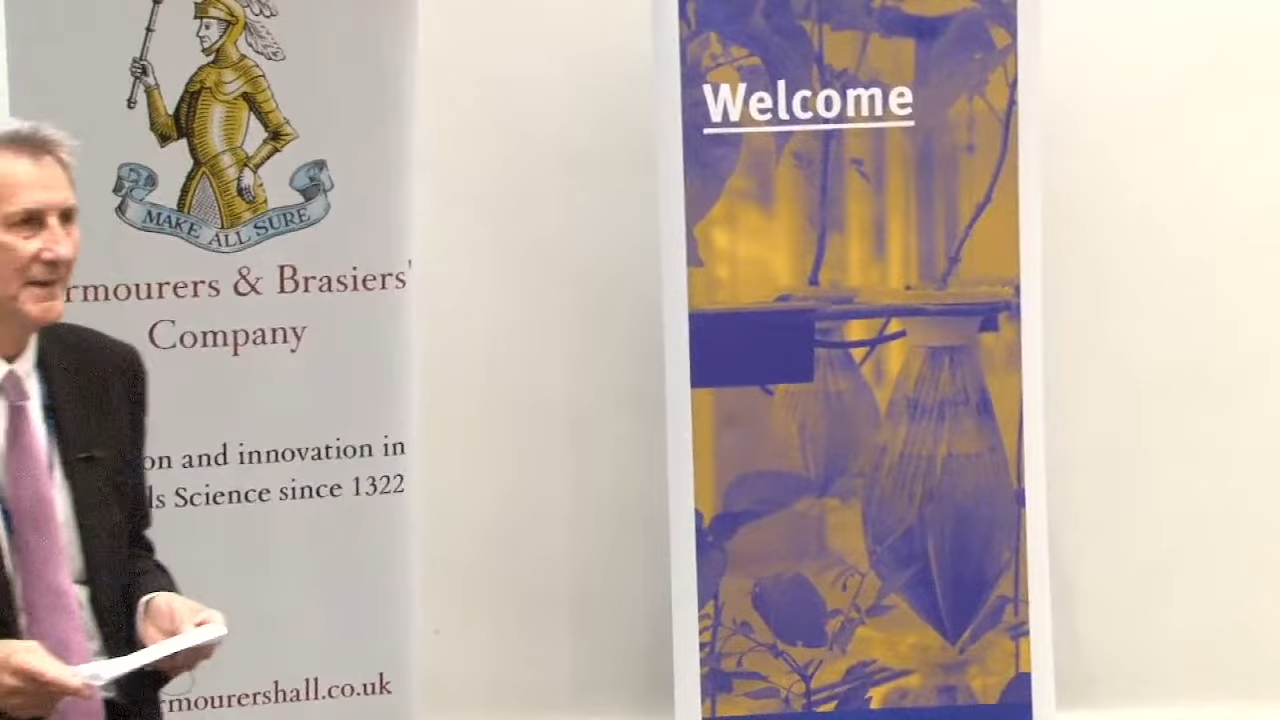 MAKE ALL SURE
rmourers & Brasiers'
Company
on and innovation in
ls Science since 1322
rmourershall.co.uk
Welcome